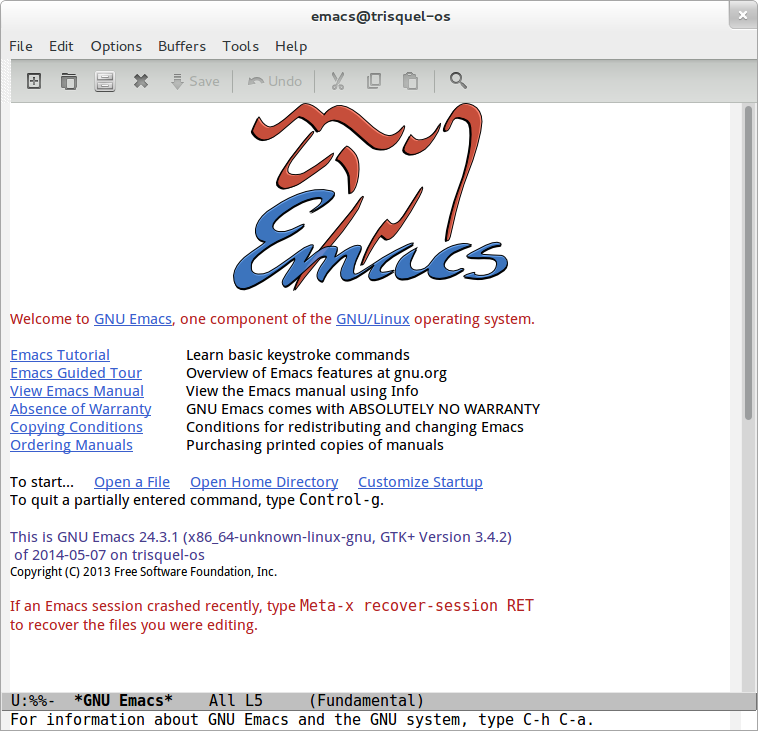 emacs@trisquel-os
File Edit Options Buffers Tools Help
Save Undo
Emacs
Welcome to GNU Emacs, one component of the GNU/Linux operating system.
Emacs Tutorial Learn basic keystroke commands
Emacs Guided Tour Overview of Emacs features at gnu.org
View Emacs Manual View the Emacs manual using Info
Absence of Warranty GNU Emacs comes with ABSOLUTELY NO WARRANTY
Copying Conditions Conditions for redistributing and changing Emacs
Ordering Manuals Purchasing printed copies of manuals
To start... Open a File Open Home Directory Customize Startup
To quit a partially entered command, type Control-g.
This is GNU Emacs 24.3.1 (x86_64-unknown-linux-gnu, GTK+ Version 3.4.2)
of 2014-05-07 on trisquel-os
Copyright (C) 2013 Free Software Foundation, Inc.
If an Emacs session crashed recently, type Meta-x recover-session RET
to recover the files you were editing.
U:%%- *GNU Emacs* All L5 (Fundamental)
For information about GNU Emacs and the GNU system, type C-h C-a.